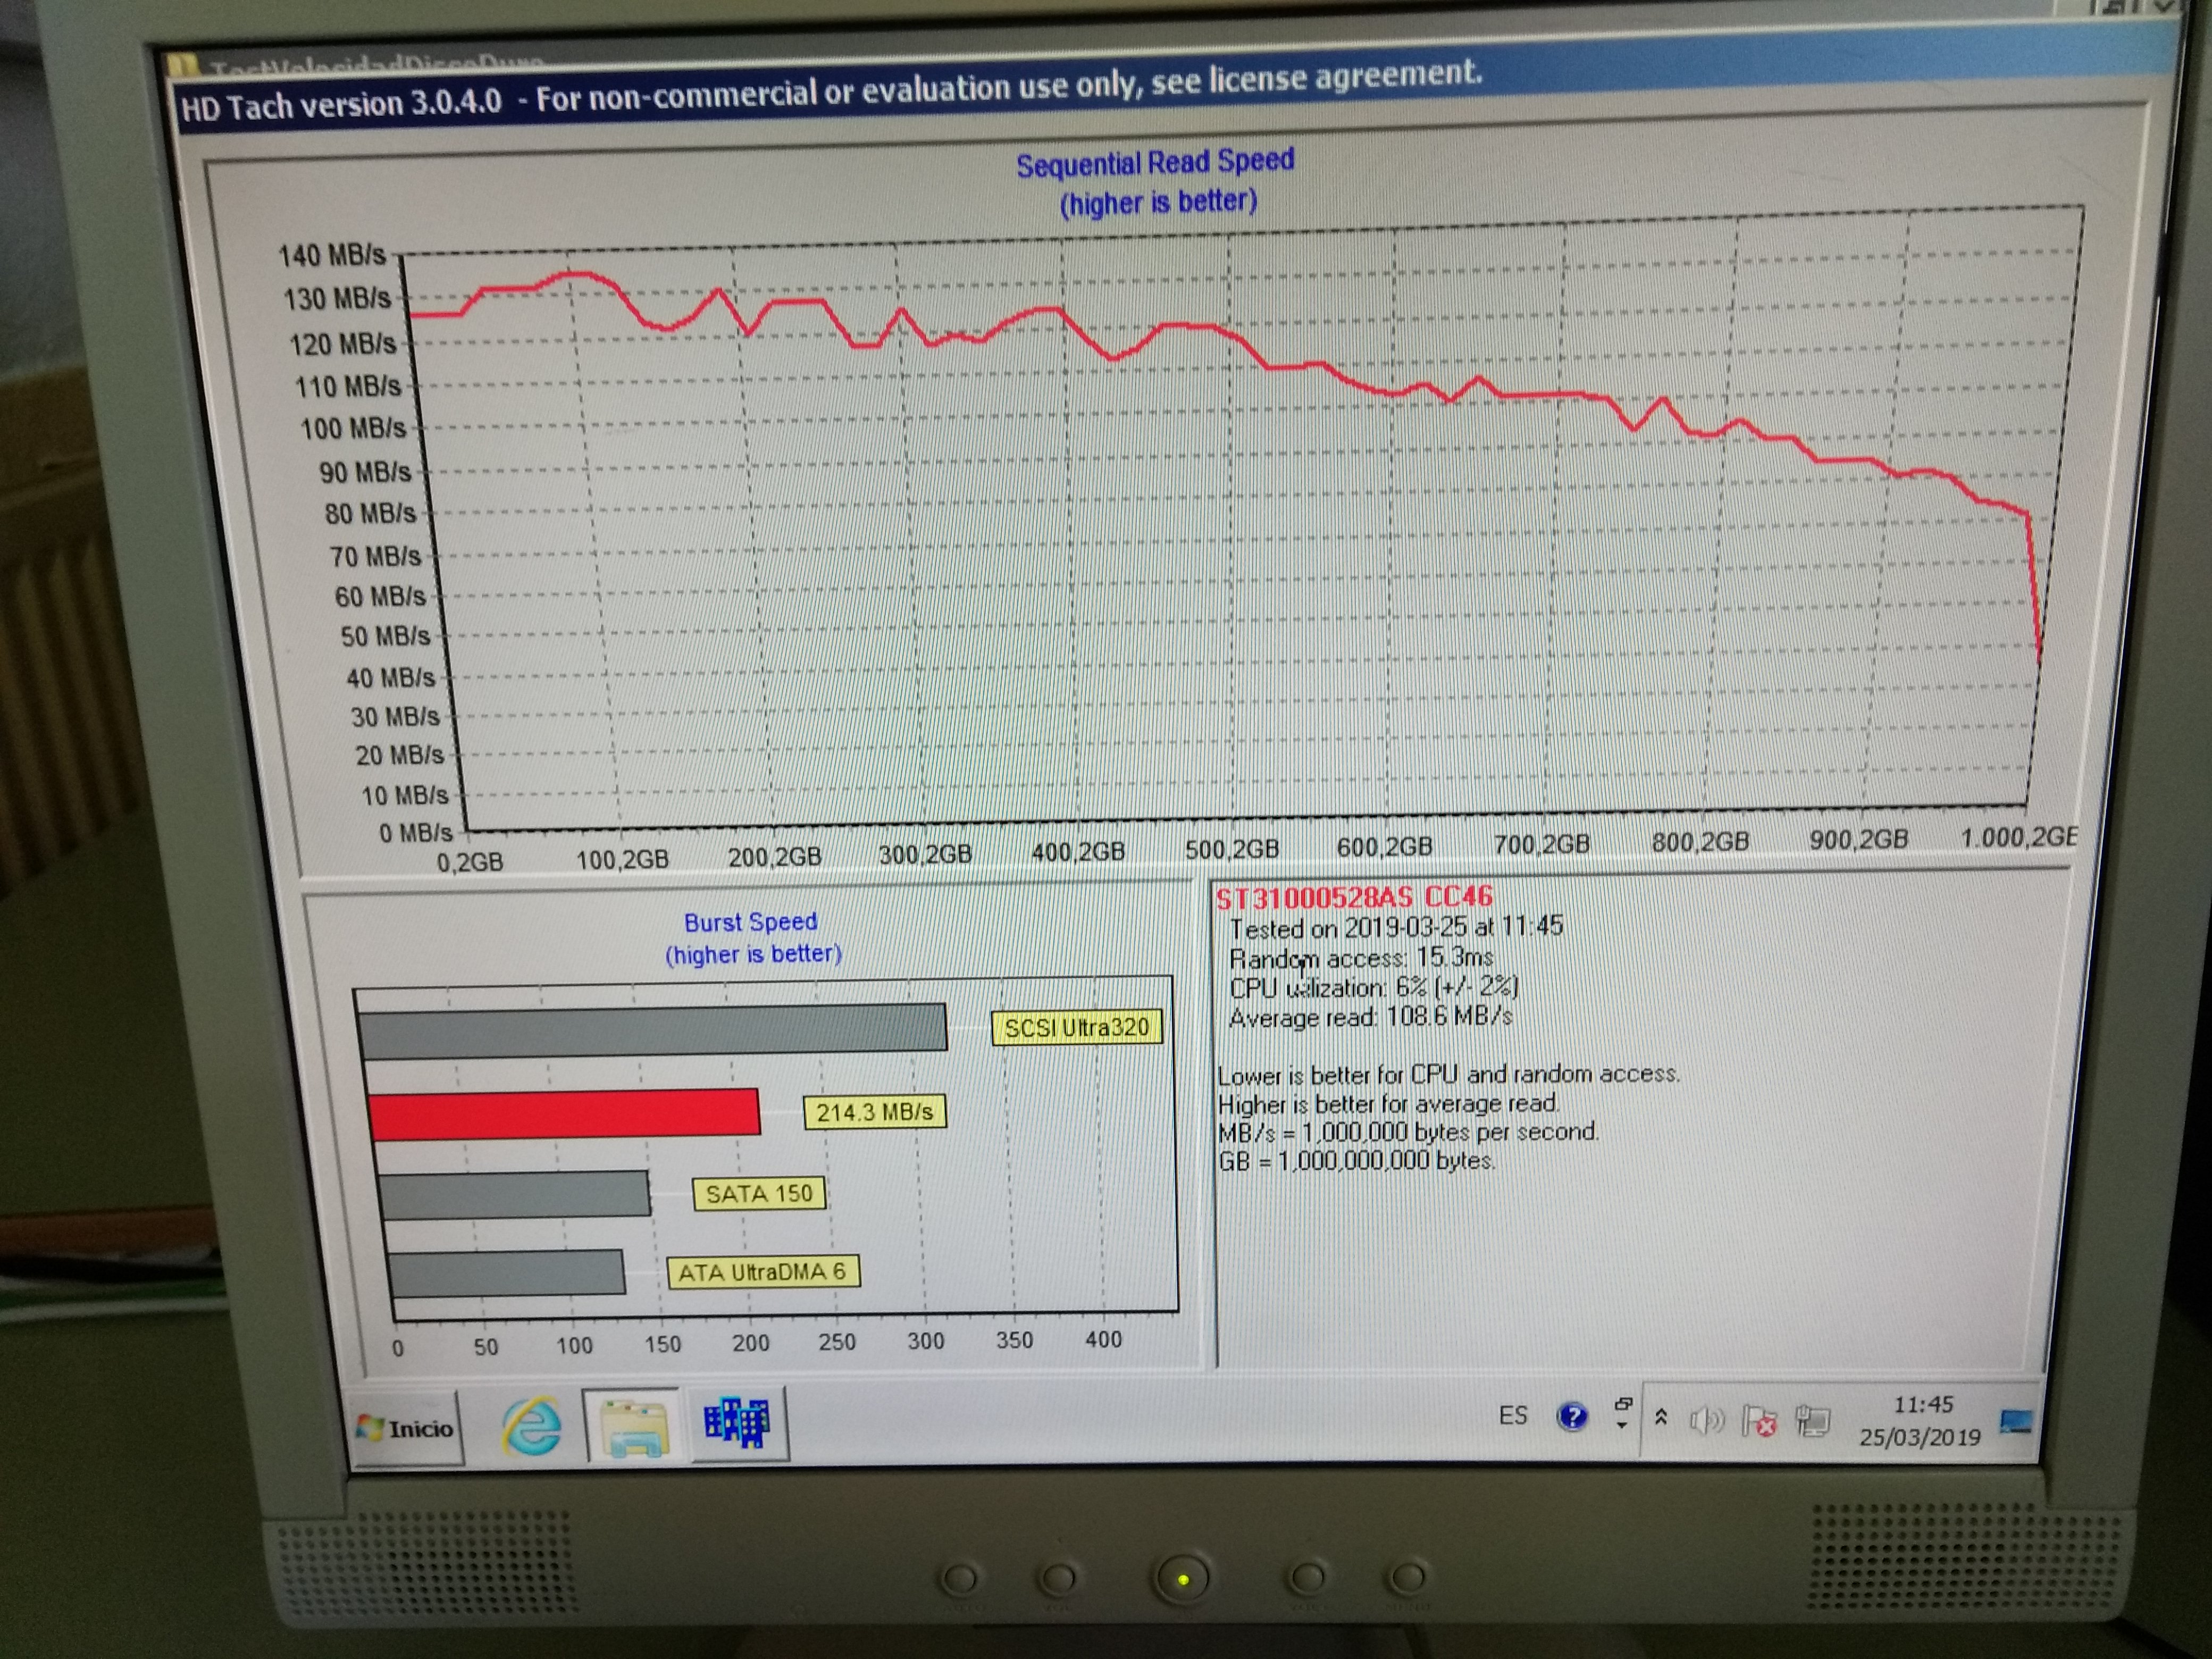 TestVelocidadDiscoDuro
HD Tach version 3.0.4.0 - For non-commercial or evaluation use only, see license agreement.
Sequential Read Speed
(higher is better)
140 MB/s
130 MB/s
120 MB/s
110 MB/s
100 MB/s
90 MB/s
80 MB/s
70 MB/s
60 MB/s
50 MB/s
40 MB/s
30 MB/s
20 MB/s
10 MB/s
0 MB/s
0,2GB 100,2GB 200,2GB 300,2GB 400,2GB 500,2GB 600,2GB 700,2GB 800,2GB 900,2GB 1.000,2GE
Burst Speed
(higher is better)
SCSI Ultra320
214.3 MB/s
SATA 150
ATA UltraDMA 6
0 50 100 150 200 250 300 350 400
ST31000528AS CC46
Tested on 2019-03-25 at 11:45
Random access: 15.3ms
CPU utilization: 6% (+/- 2%)
Average read: 108.6 MB/s
Lower is better for CPU and random access.
Higher is better for average read.
MB/s = 1,000,000 bytes per second.
GB = 1,000,000,000 bytes.
Inicio
ES
11:45
25/03/2019